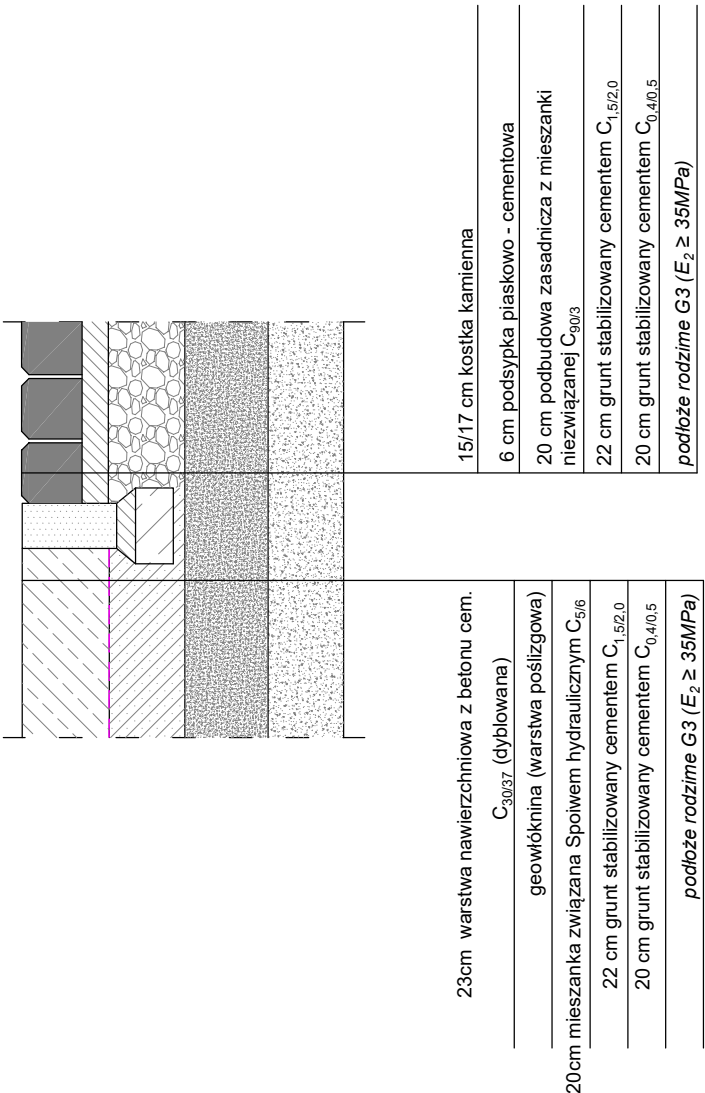 15/17 cm kostka kamienna
6 cm podsypka piaskowo - cementowa
20 cm podbudowa zasadnicza z mieszanki
niezwiązanej C90/3
22 cm grunt stabilizowany cementem C1,5/2,0
20 cm grunt stabilizowany cementem C0,4/0,5
podłoże rodzime G3 (E2 ≥ 35MPa)
23cm warstwa nawierzchniowa z betonu cem.
C30/37 (dyblowana)
geowłóknina (warstwa poślizgowa)
20cm mieszanka związana Spoiwem hydraulicznym C5/6
22 cm grunt stabilizowany cementem C1,5/2,0
20 cm grunt stabilizowany cementem C0,4/0,5
podłoże rodzime G3 (E2 ≥ 35MPa)